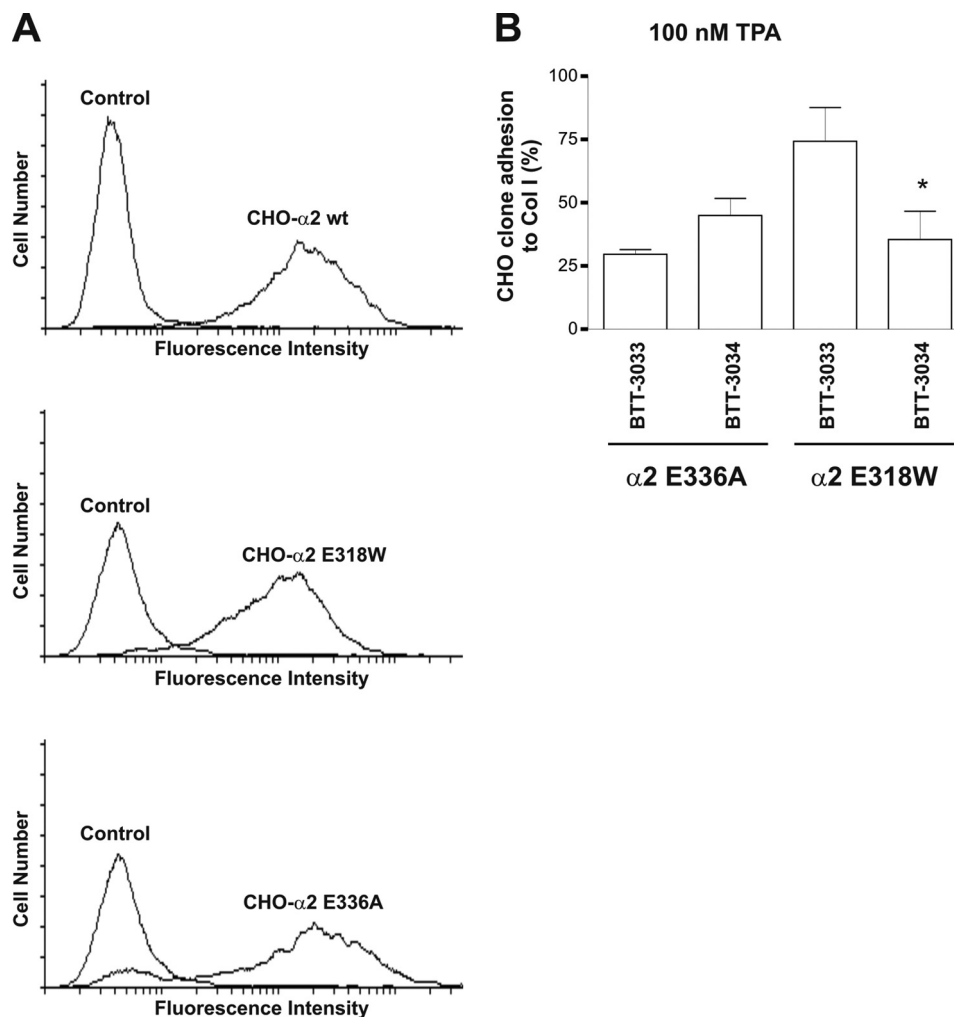 A
Control
CHO-α2 wt
Cell Number
Fluorescence Intensity
Control
CHO-α2 E318W
Cell Number
Fluorescence Intensity
Control
CHO-α2 E336A
Cell Number
Fluorescence Intensity
B
100 nM TPA
CHO clone adhesion
to Col I (%)
100
75
50
25
0
*
BTT-3033
BTT-3034
BTT-3033
BTT-3034
α2 E336A
α2 E318W